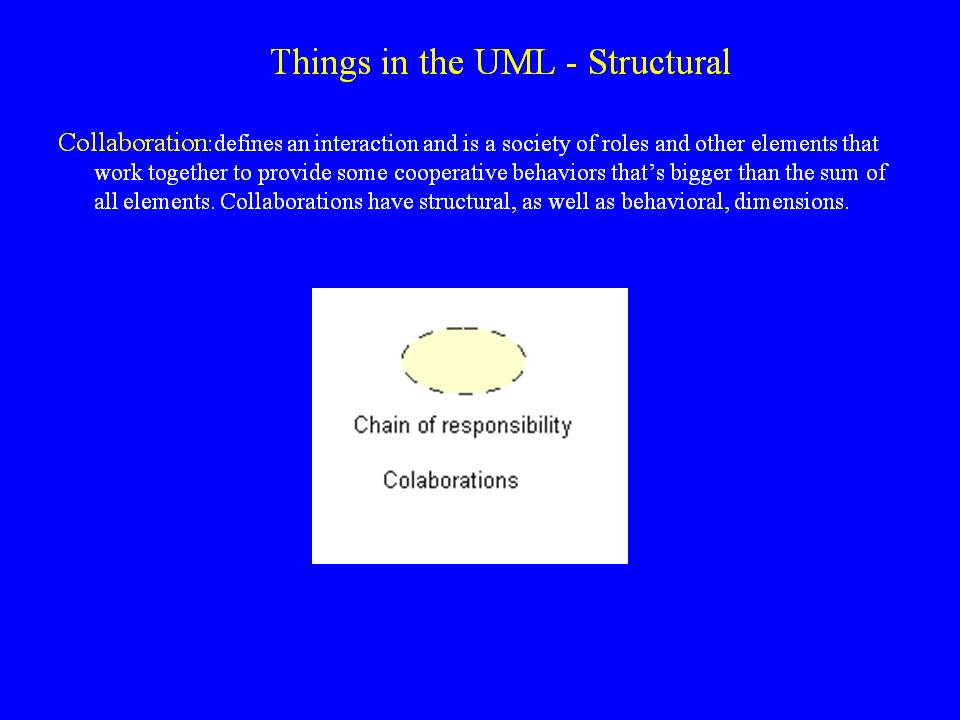 Things in the UML - Structural
Collaboration:defines an interaction and is a society of roles and other elements that
work together to provide some cooperative behaviors that’s bigger than the sum of
all elements. Collaborations have structural, as well as behavioral, dimensions.
Chain of responsibility
Colaborations